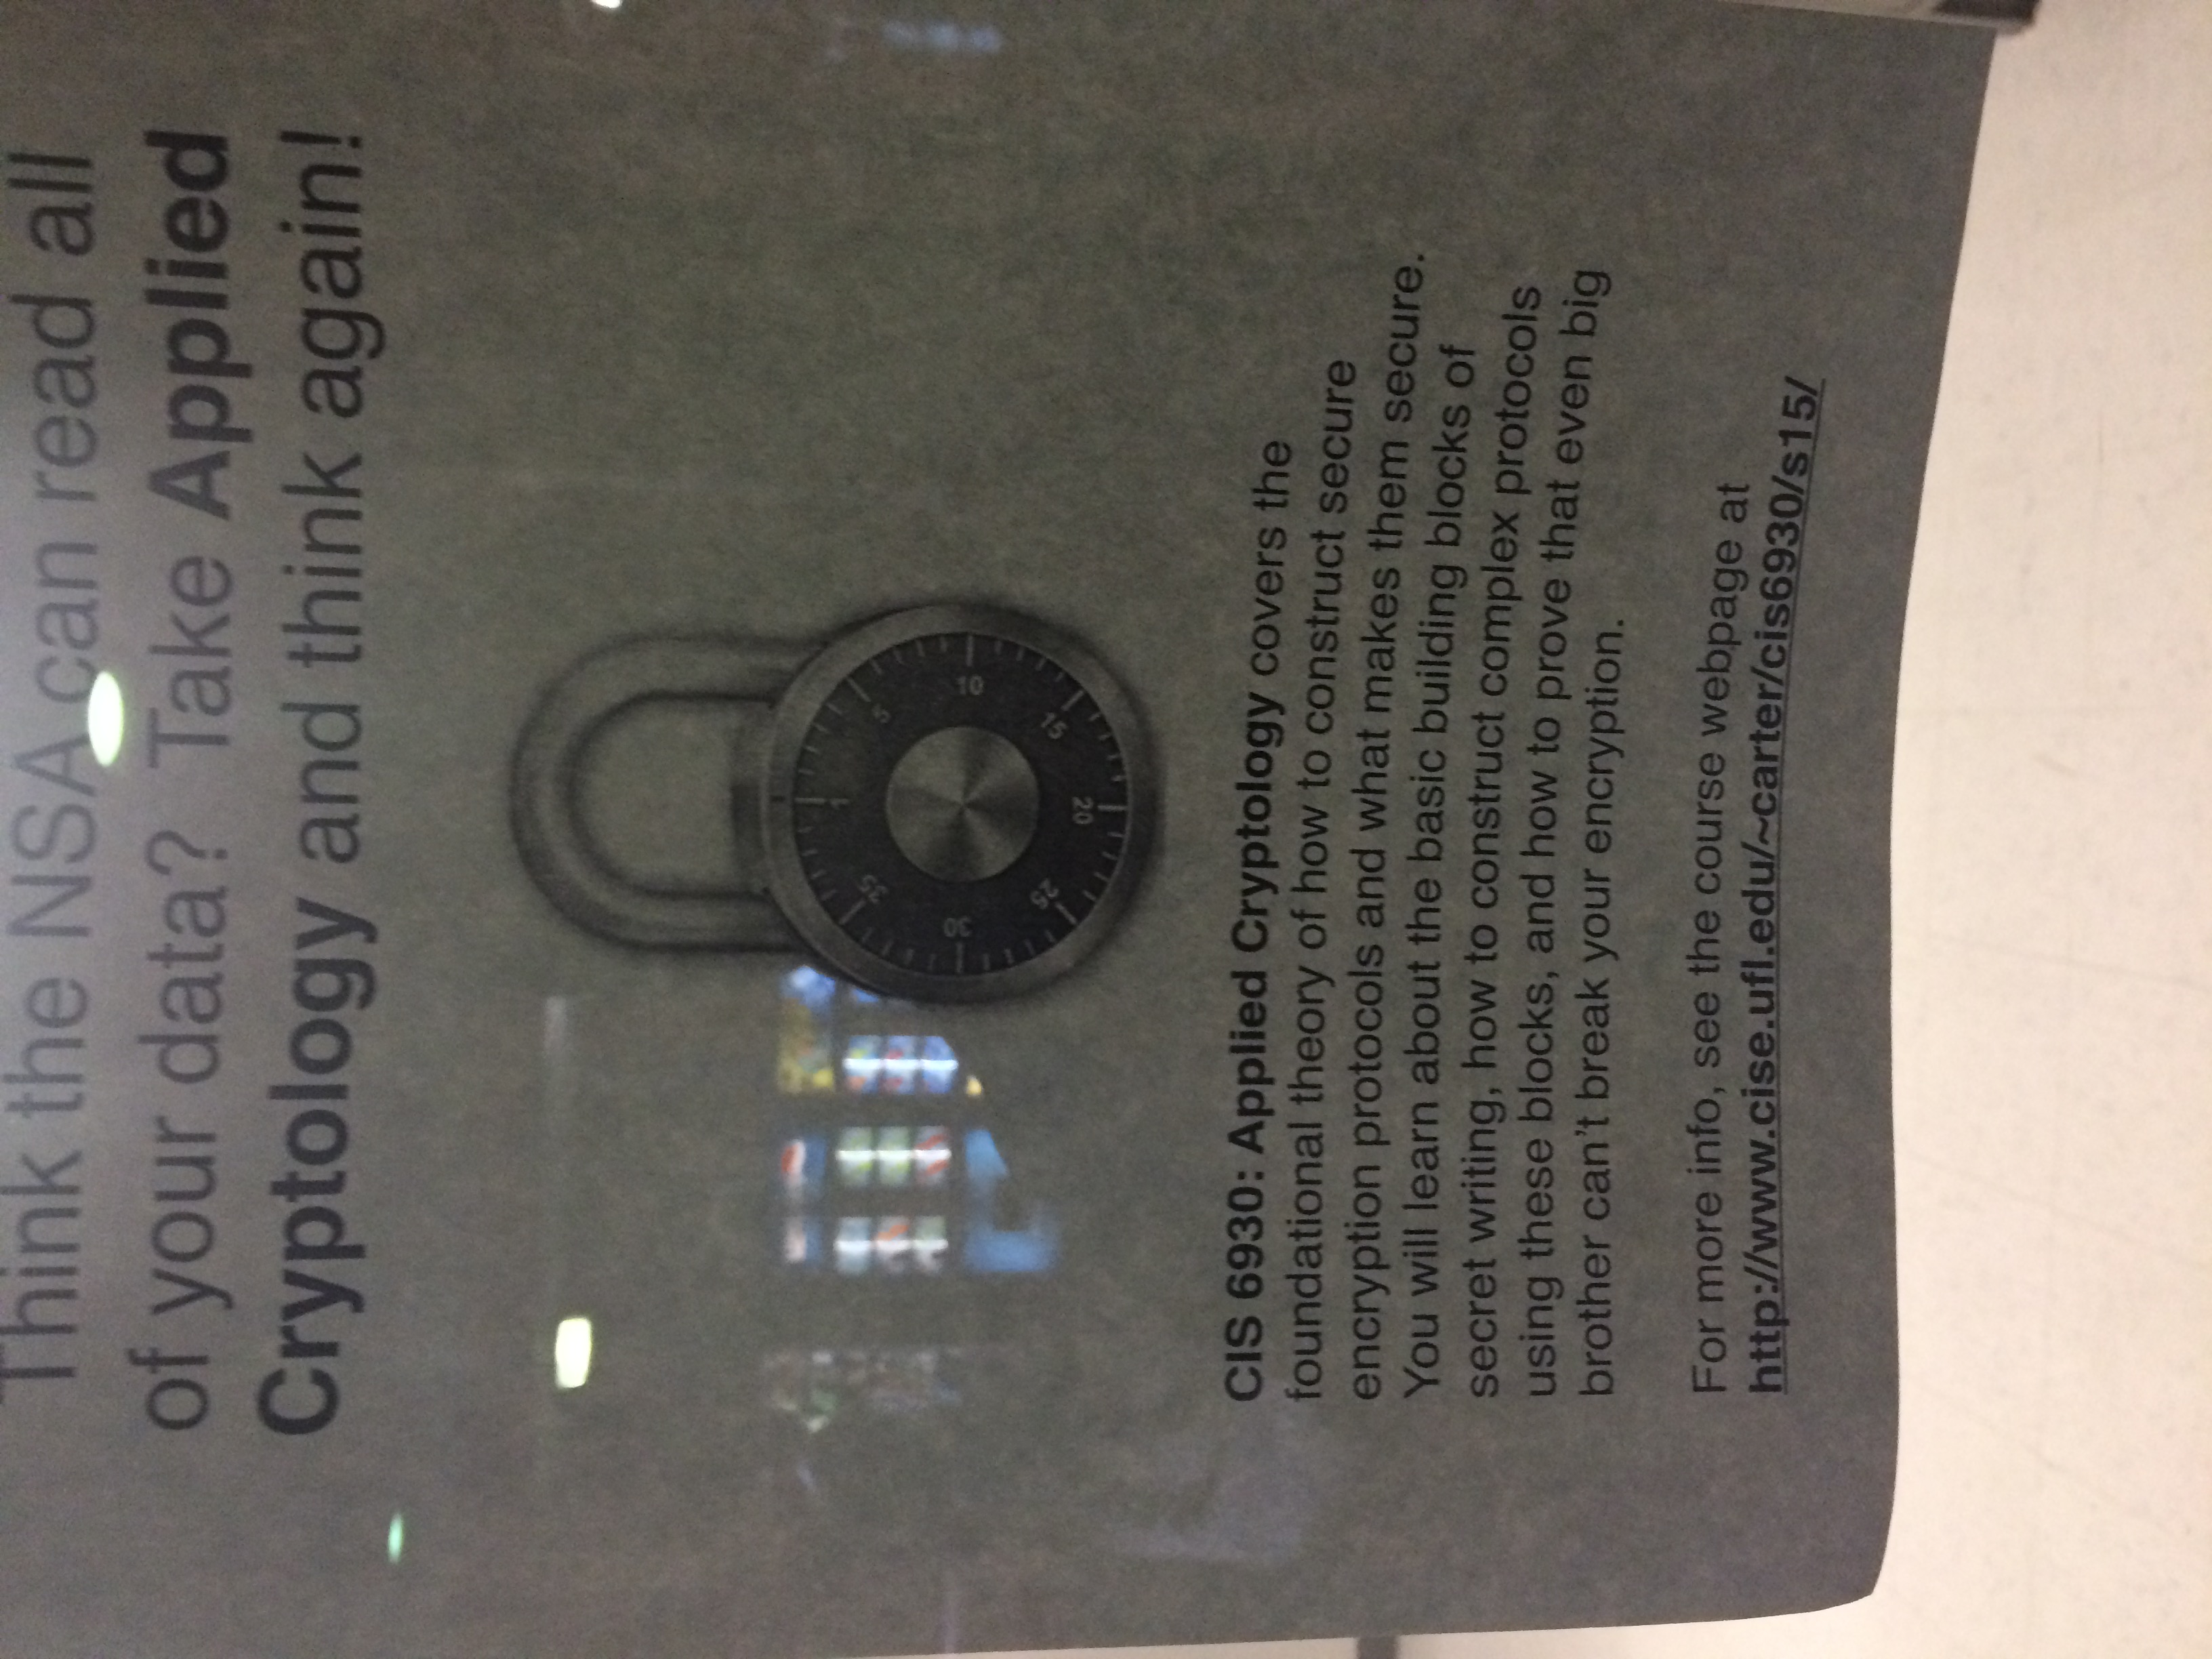 Think the NSA can read all
of your data? Take Applied
Cryptology and think again!
1
5
10
15
20
25
30
35
CIS 6930: Applied Cryptology covers the
foundational theory of how to construct secure
encryption protocols and what makes them secure.
You will learn about the basic building blocks of
secret writing, how to construct complex protocols
using these blocks, and how to prove that even big
brother can't break your encryption.
For more info, see the course webpage at
http://www.cise.ufl.edu/~carter/cis6930/s15/